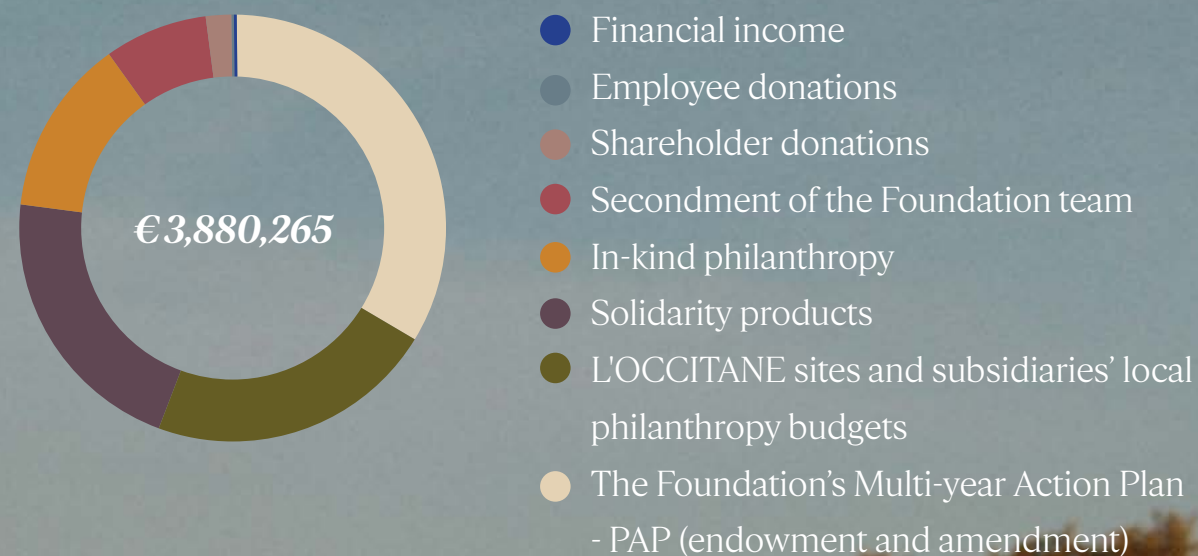 €3,880,265
Financial income
Employee donations
Shareholder donations
Secondment of the Foundation team
In-kind philanthropy
Solidarity products
L'OCCITANE sites and subsidiaries’ local
philanthropy budgets
The Foundation’s Multi-year Action Plan
- PAP (endowment and amendment)